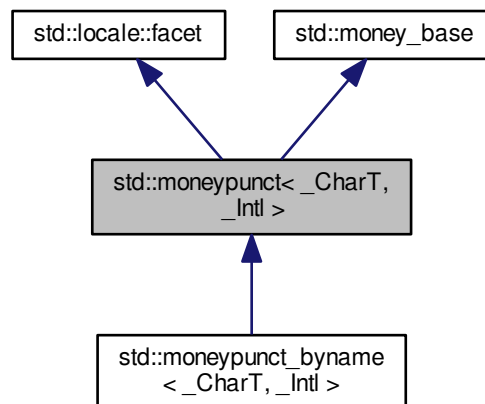 std::locale::facet
std::money_base
std::moneypunct< _CharT,
_Intl >
std::moneypunct_byname
< _CharT, _Intl >